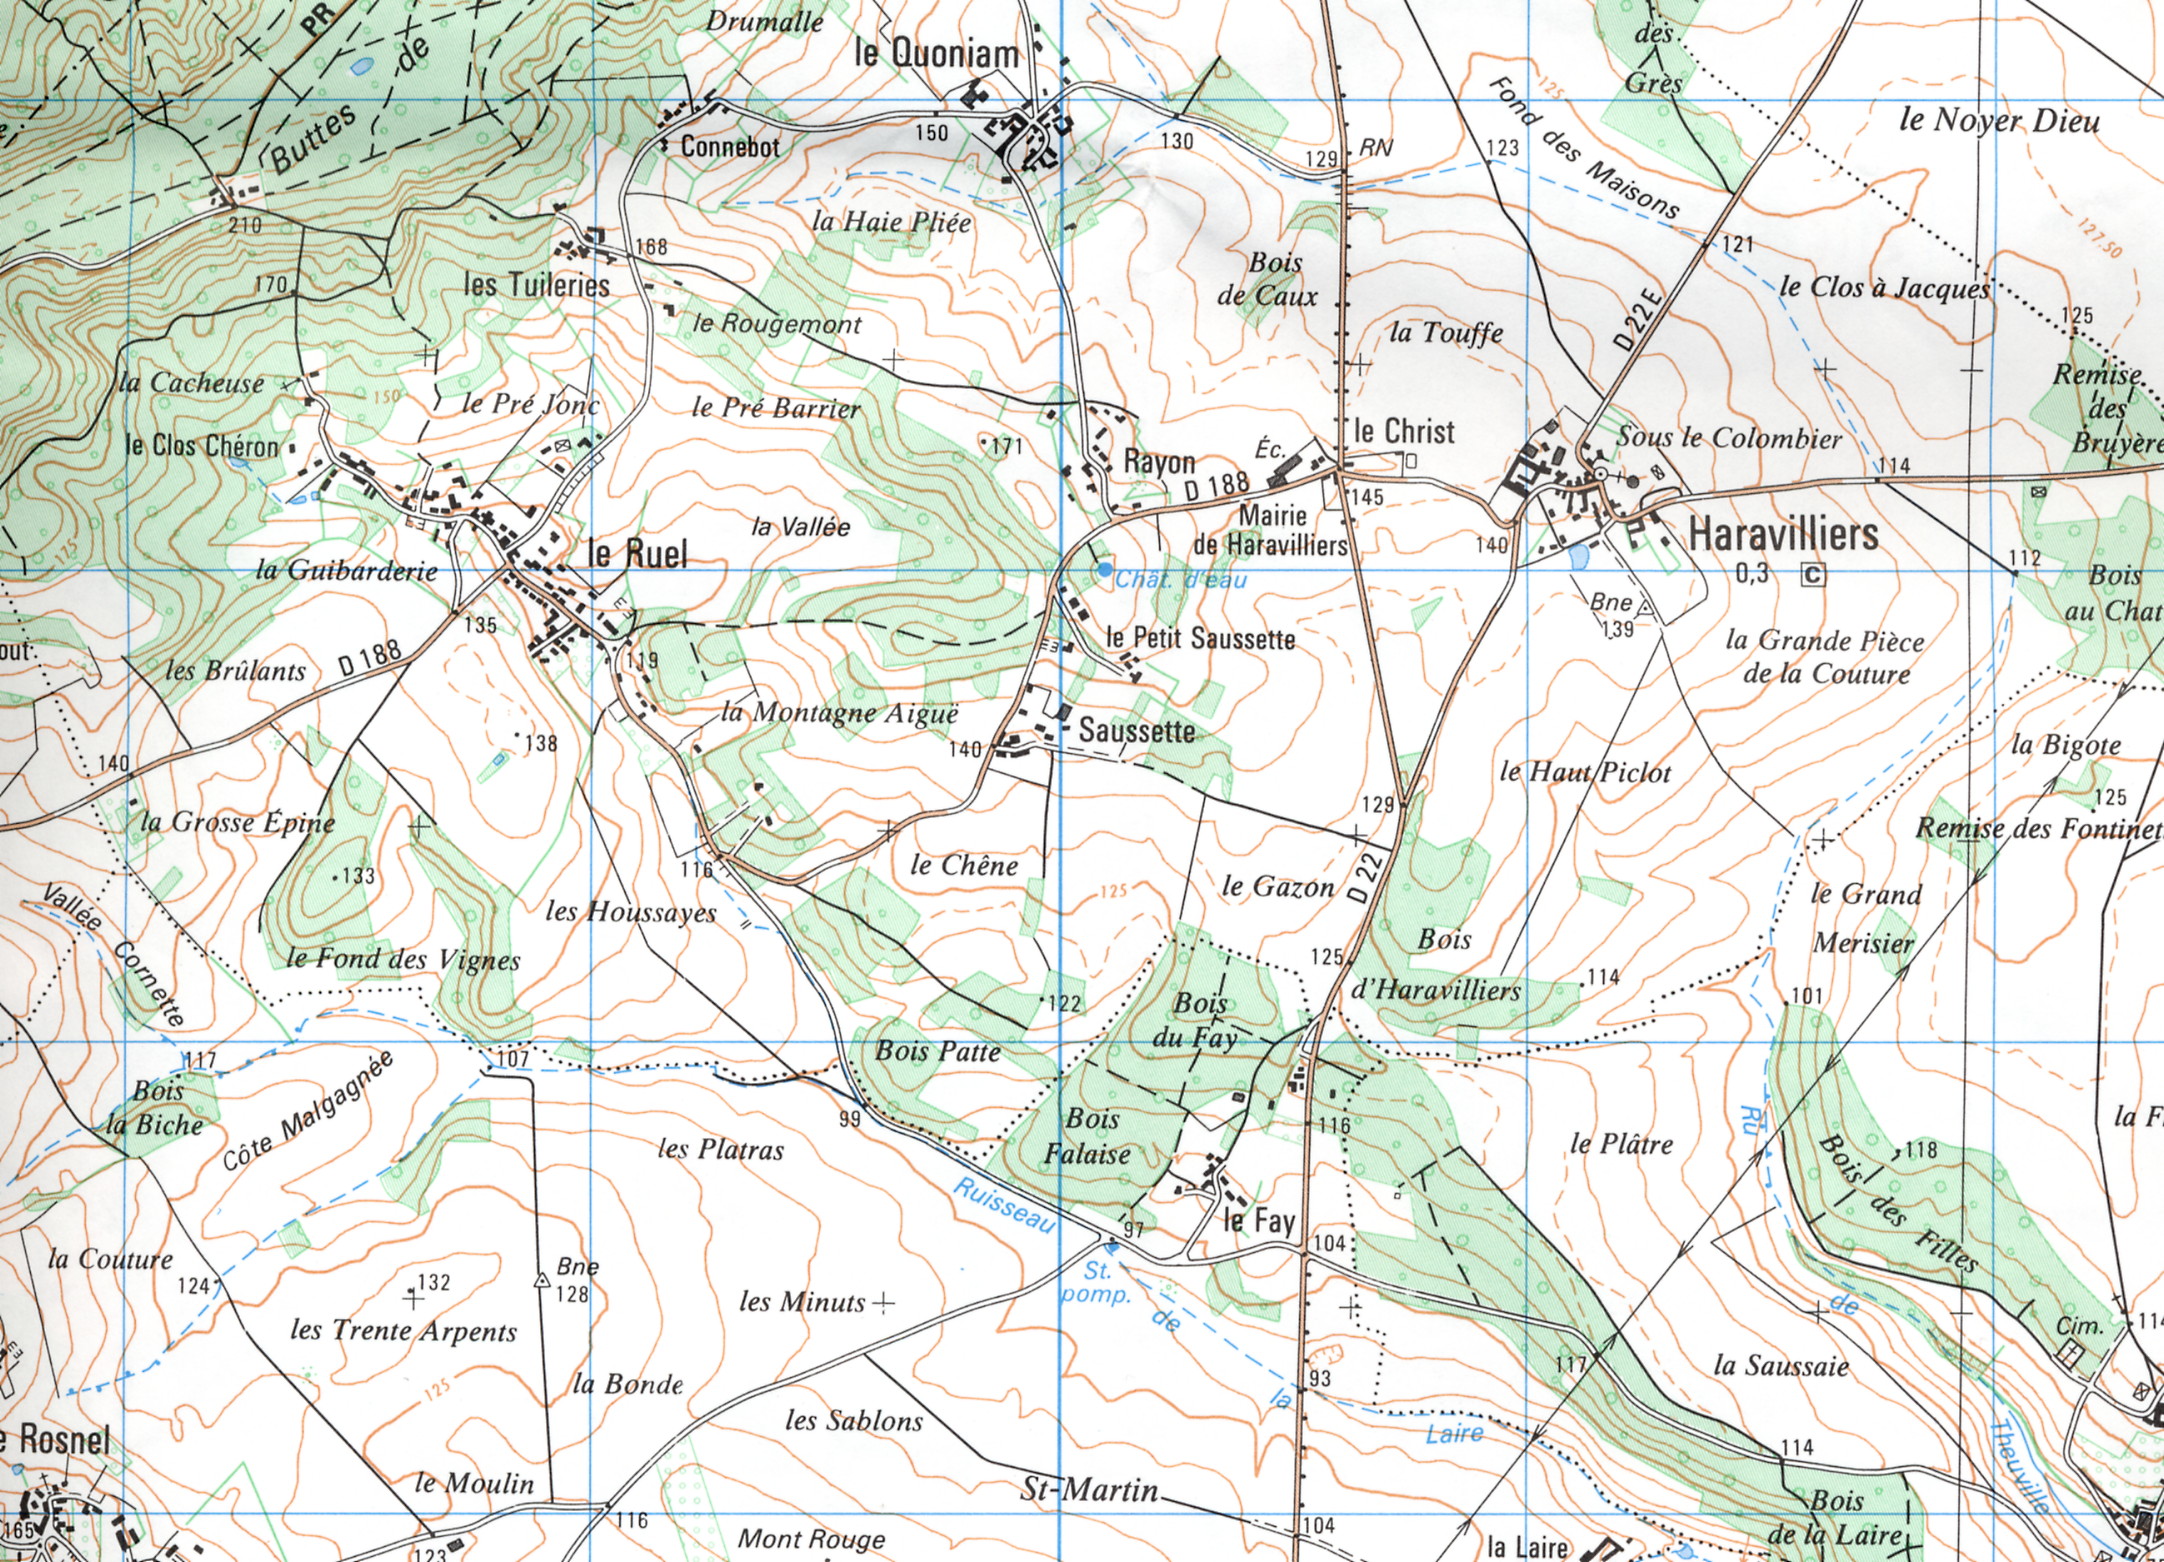 Drumalle
PR
de
le Quoniam
des
Grès
125
le Noyer Dieu
Fond des Maisons
Buttes
150
Connebot
130
129
RN
123
210
la Haie Pliée
127.50
168
121
170
les Tuileries
Bois
de Caux
le Clos à Jacques
D 22E
125
le Rougemont
la Touffe
la Cacheuse
150
le Pré Jonc
le Pré Barrier
Remise
des
Bruyère
le Clos Chéron
171
Rayon
Éc.
le Christ
Sous le Colombier
114
D 188
145
175
la Vallée
Mairie
de Haravilliers
140
Haravilliers
0,3 C
la Guibarderie
le Ruel
Chât. d'eau
112
Bois
au Chat
135
Bne
139
out
les Brûlants
D 188
119
le Petit Saussette
la Grande Pièce
de la Couture
la Montagne Aiguë
138
140
Saussette
140
la Bigote
le Haut Piclot
129
125
la Grosse Épine
Remise des Fontinet
133
116
le Chêne
125
le Gazon
D 22
le Grand
Merisier
Vallée Cornette
les Houssayes
le Fond des Vignes
Bois
d'Haravilliers
125
114
122
Bois
du Fay
101
Bois Patte
117
107
Bois
la Biche
Côte Malgagnée
99
Bois
Falaise
116
Ru
la F
les Platras
le Plâtre
118
Bois des Filles
Ruisseau
97
le Fay
104
la Couture
124
132
Bne
128
St.
pomp.
de
les Minuts
de
Cim.
114
les Trente Arpents
125
la Bonde
93
117
la Saussaie
la
Laire
les Sablons
Theuville
e Rosnel
114
le Moulin
St-Martin
Bois
de la Laire
165
116
104
123
Mont Rouge
la Laire